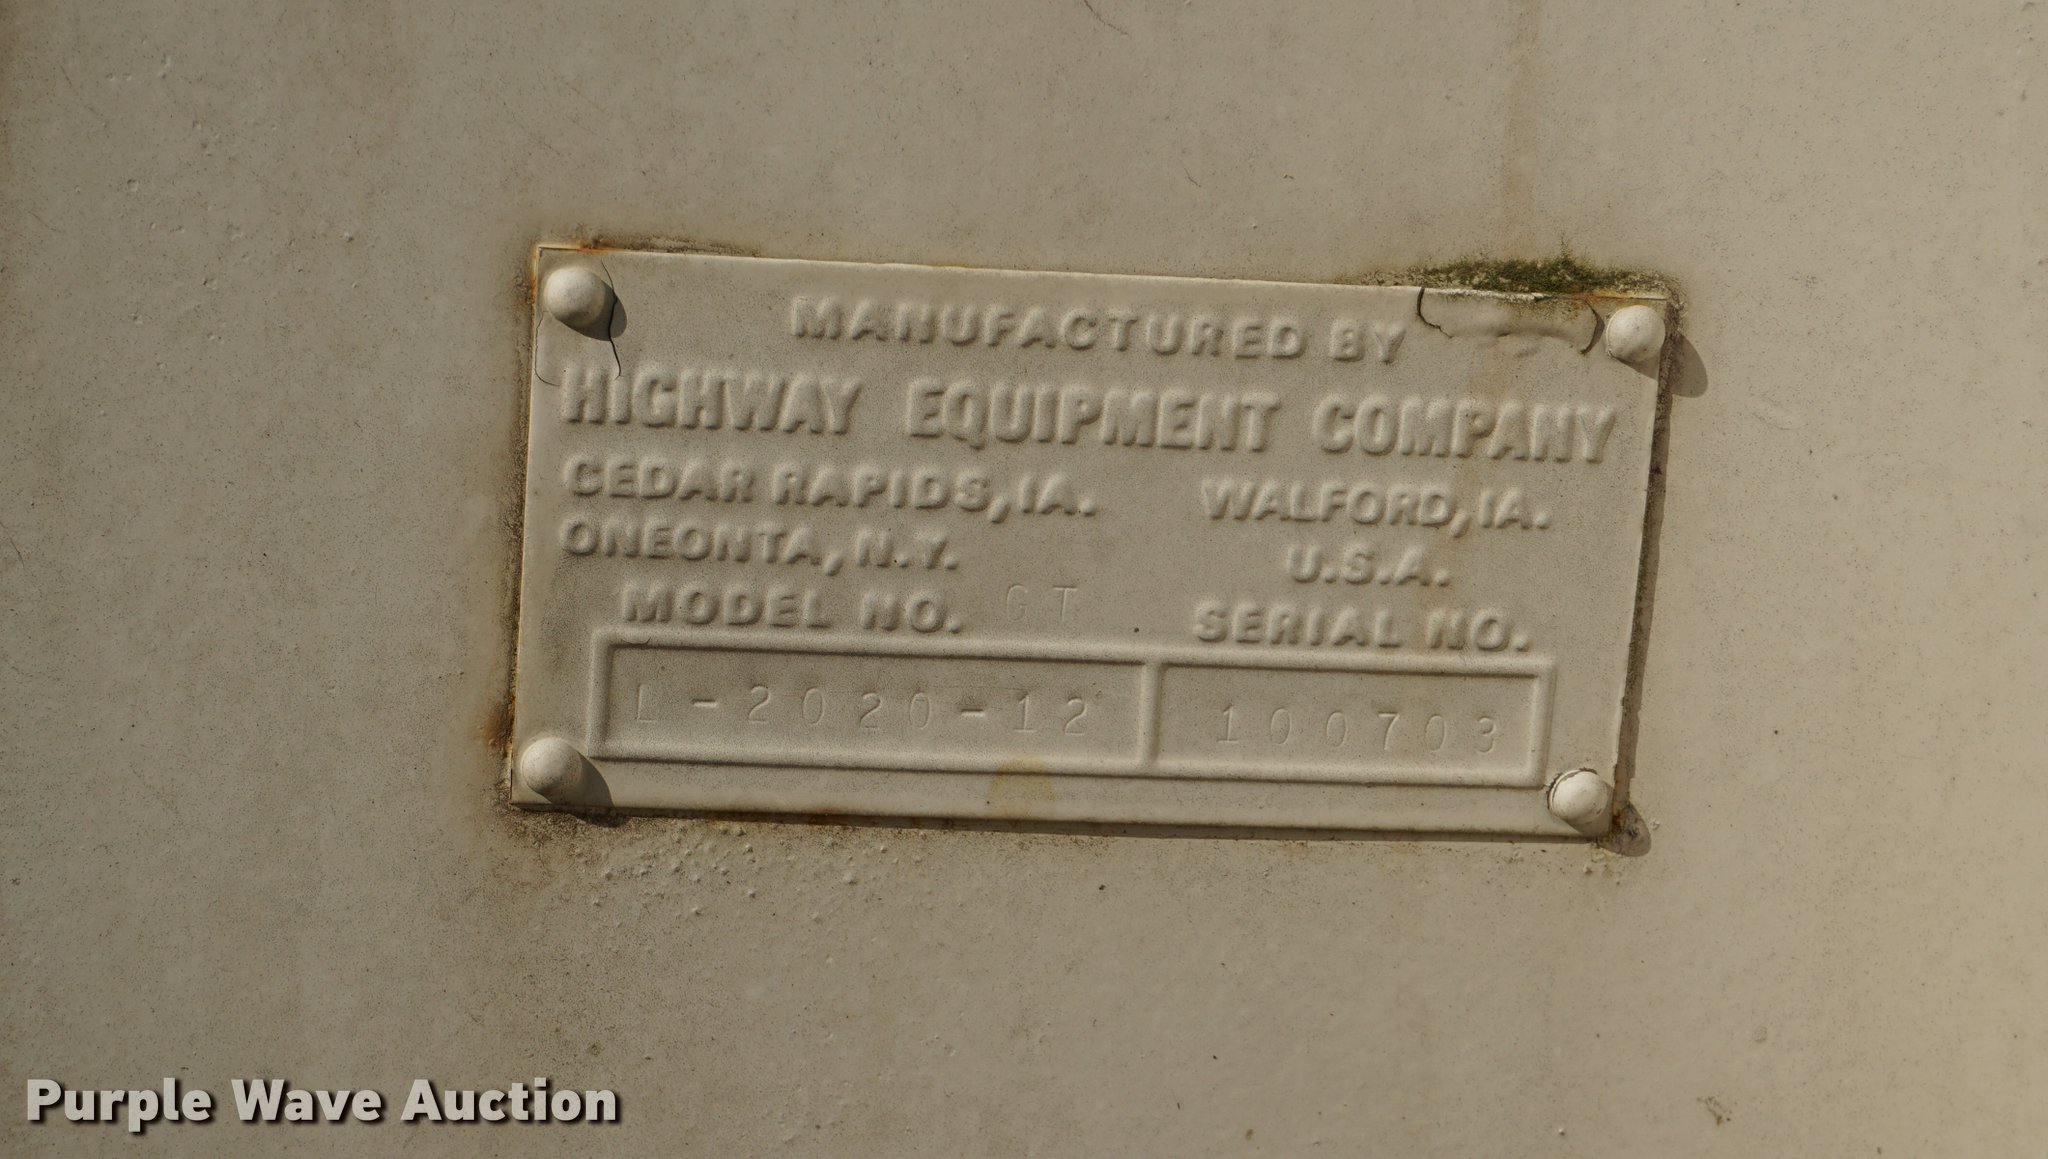 MANUFACTURED BY
HIGHWAY EQUIPMENT COMPANY
CEDAR RAPIDS, IA. WALFORD, IA.
ONEONTA, N.Y. U.S.A.
MODEL NO. GT SERIAL NO.
L-2020-12 100703
Purple Wave Auction